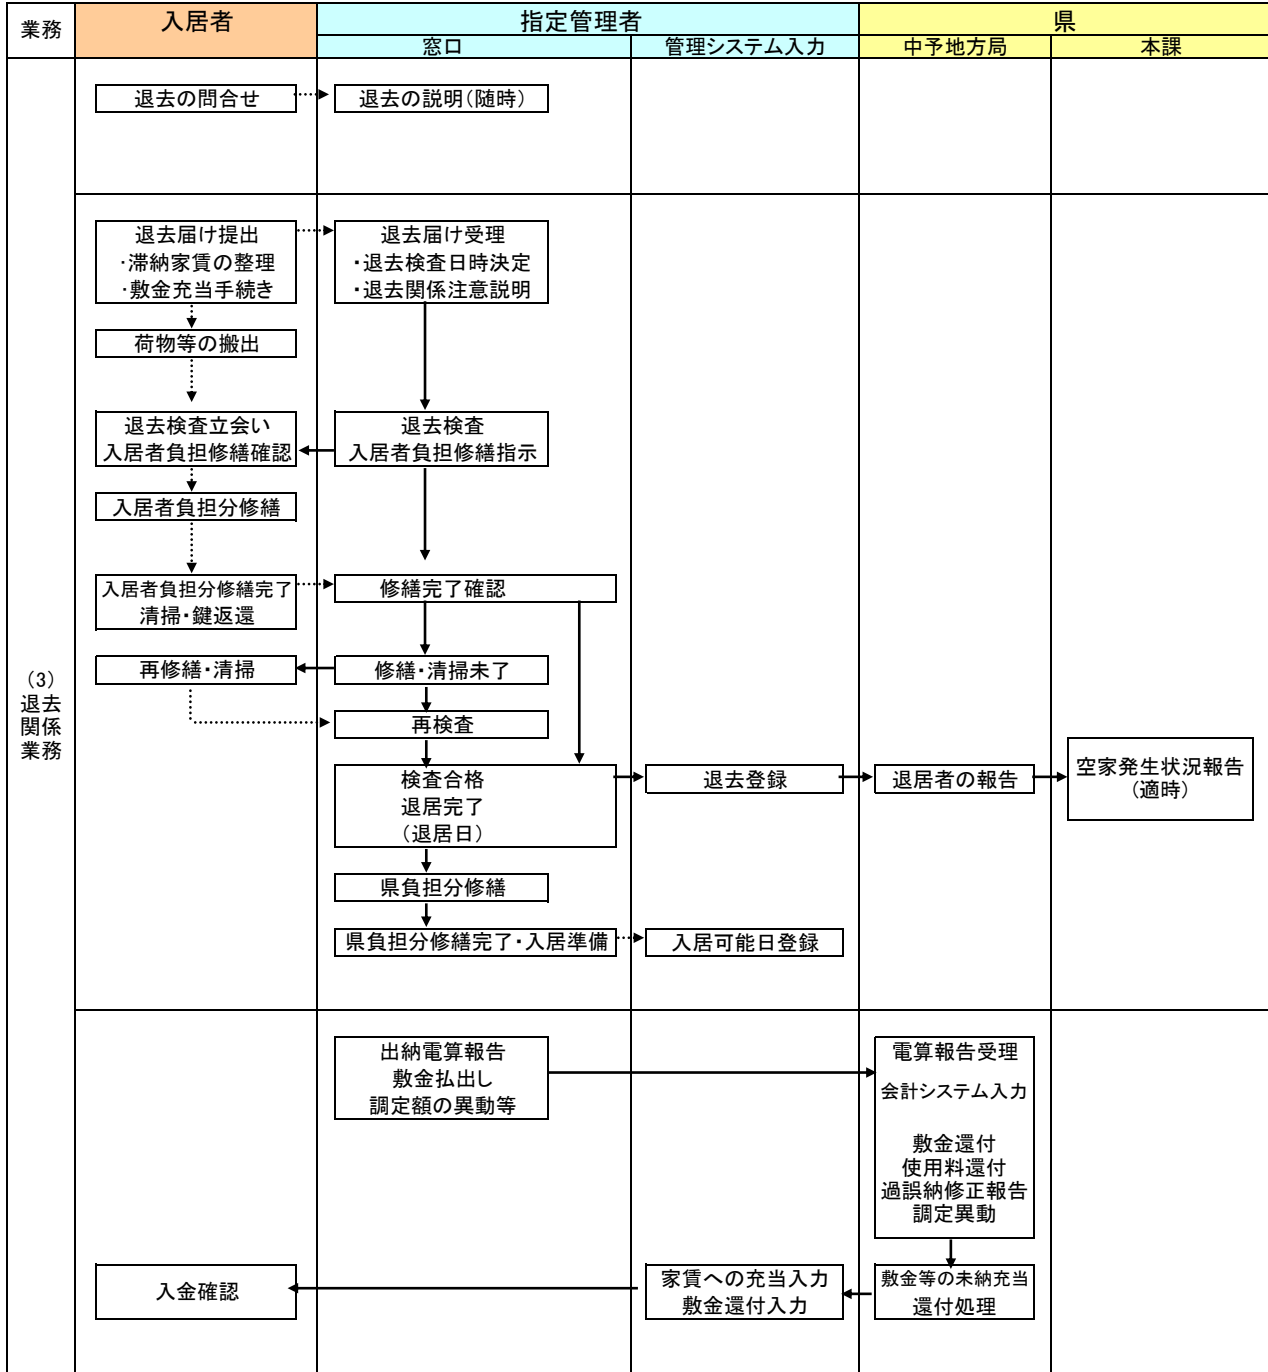 業務
入居者
指定管理者
県
窓口
管理システム入力
中予地方局
本課
(3)
退去
関係
業務
退去の問合せ
退去の説明(随時)
退去届け提出
・滞納家賃の整理
・敷金充当手続き
退去届け受理
・退去検査日時決定
・退去関係注意説明
荷物等の搬出
退去検査立会い
入居者負担修繕確認
退去検査
入居者負担修繕指示
入居者負担分修繕
入居者負担分修繕完了
清掃・鍵返還
修繕完了確認
再修繕・清掃
修繕・清掃未了
再検査
検査合格
退居完了
(退居日)
退去登録
退居者の報告
空家発生状況報告
(適時)
県負担分修繕
県負担分修繕完了・入居準備
入居可能日登録
出納電算報告
敷金払出し
調定額の異動等
電算報告受理
会計システム入力
敷金還付
使用料還付
過誤納修正報告
調定異動
入金確認
家賃への充当入力
敷金還付入力
敷金等の未納充当
還付処理